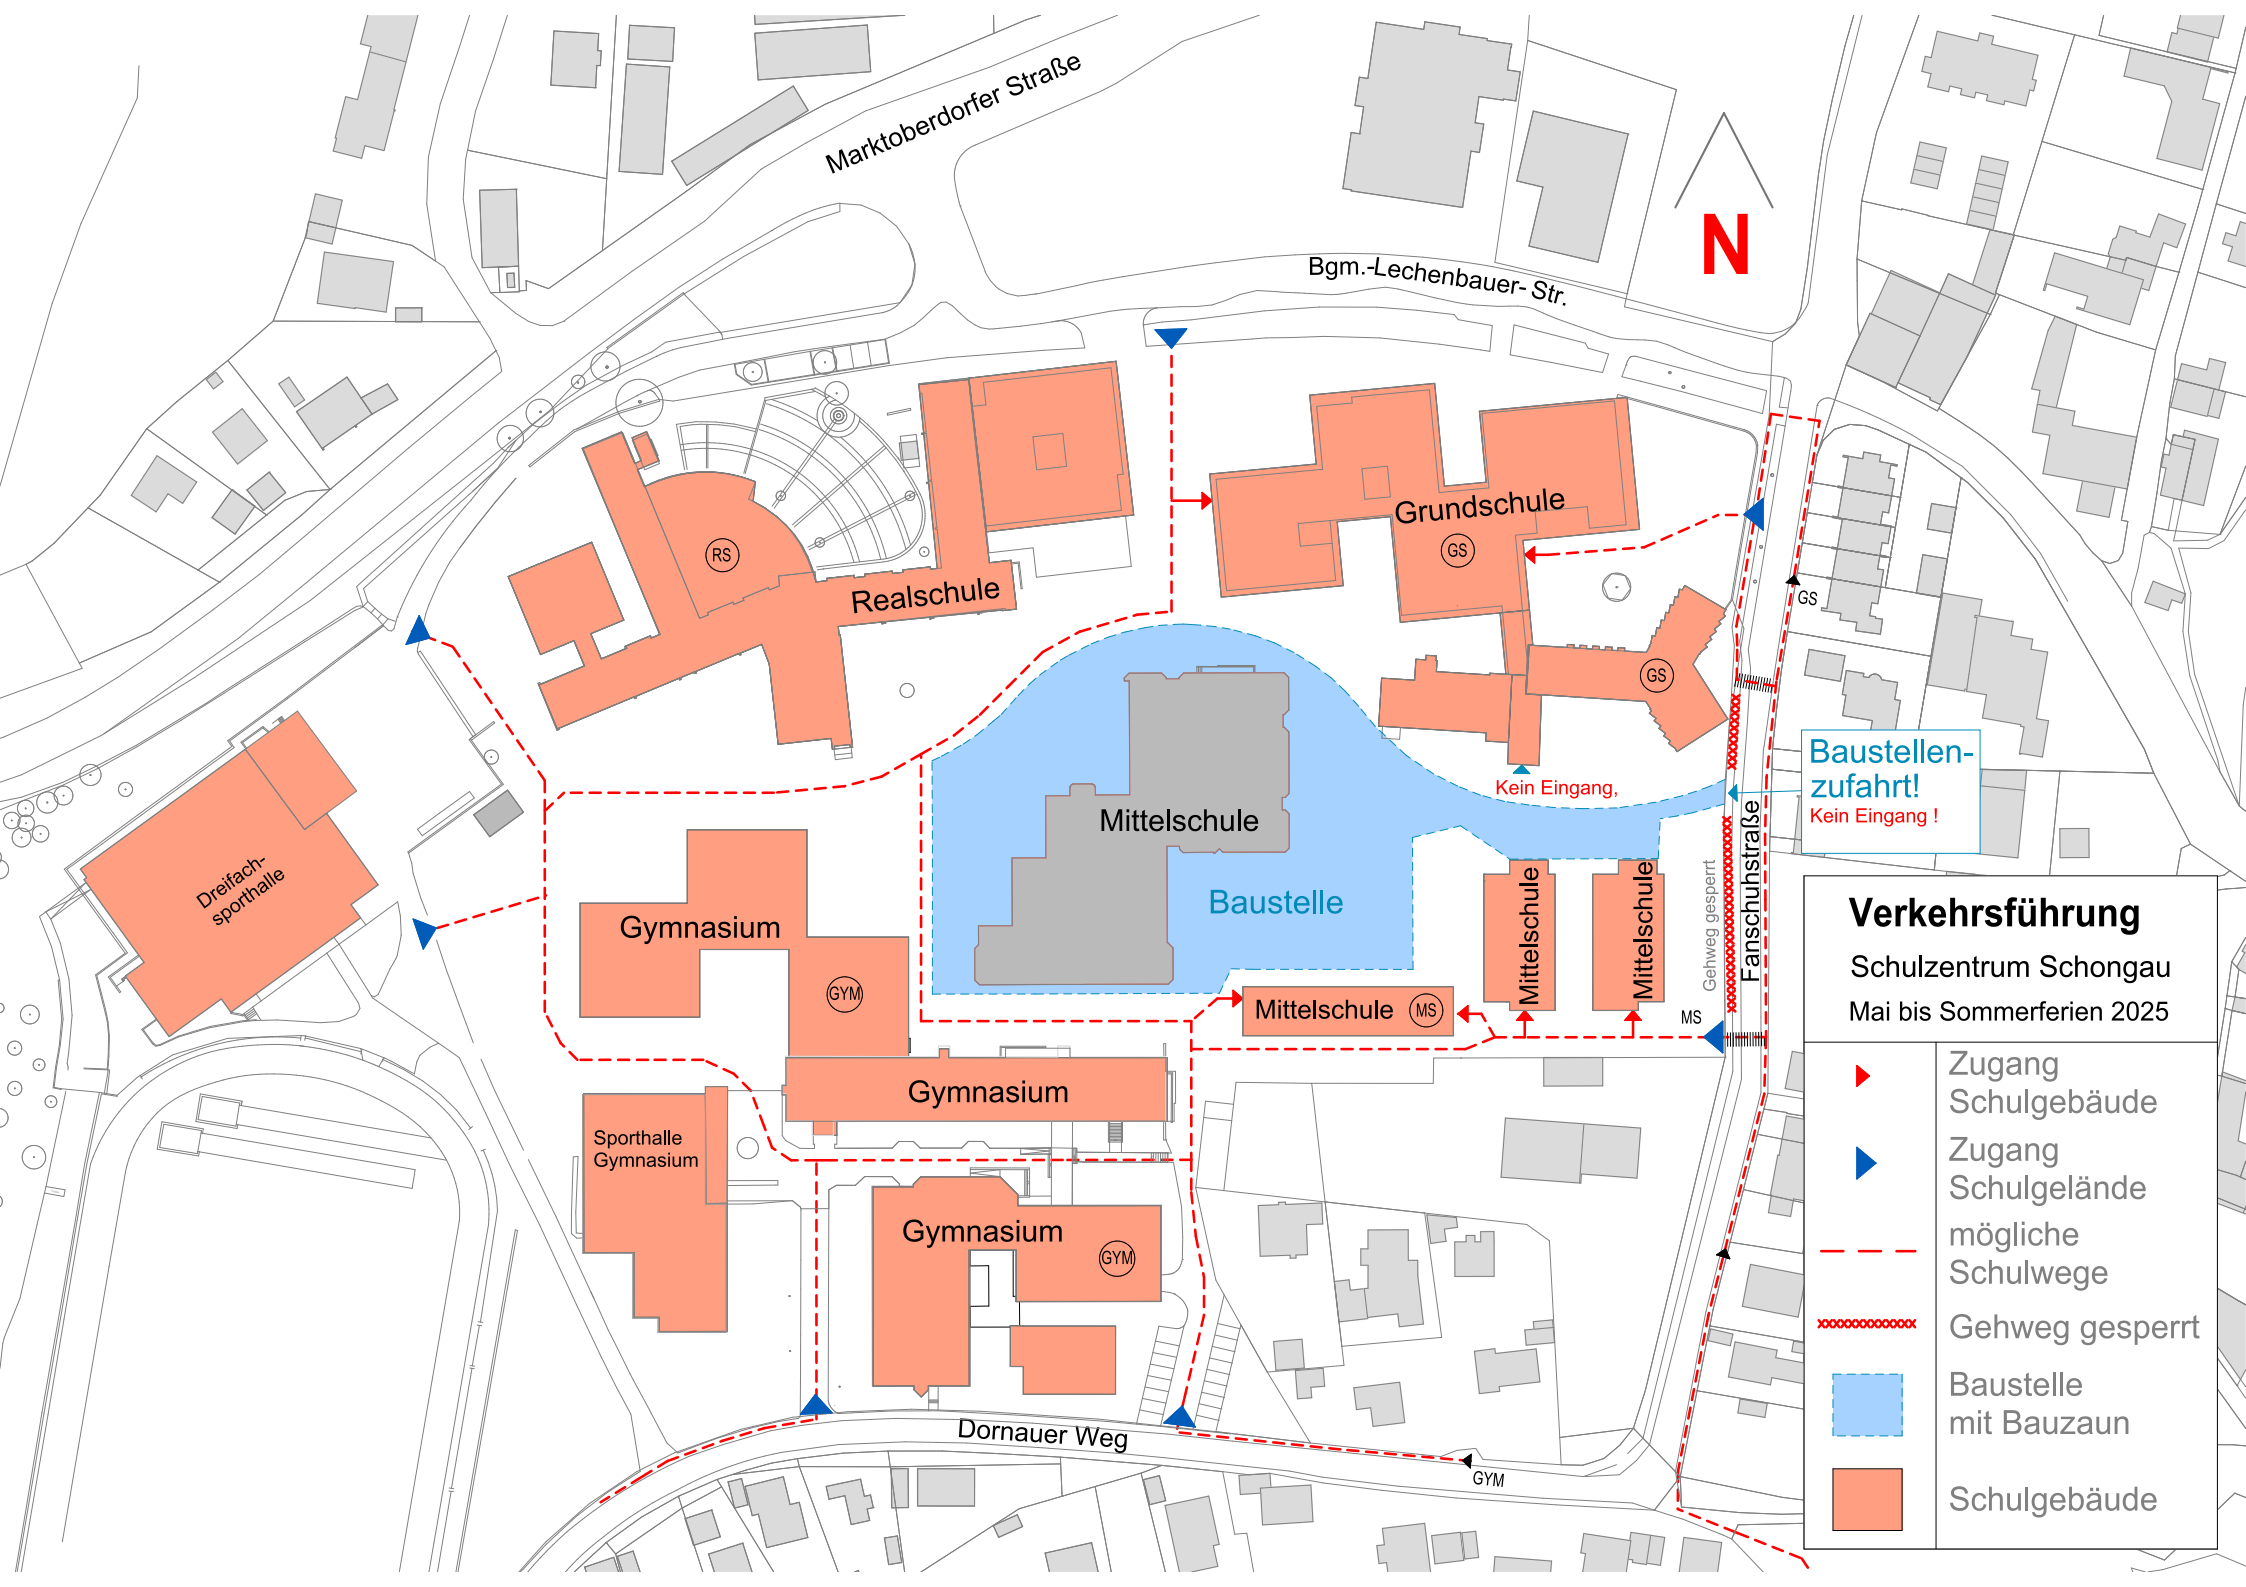 Marktoberdorfer Straße
Bgm.-Lechenbauer- Str.
N
Grundschule
GS
RS
Realschule
GS
GS
Baustellen-
zufahrt!
Kein Eingang !
Kein Eingang,
Mittelschule
Baustelle
Dreifach-
sporthalle
Gymnasium
GYM
Mittelschule
Mittelschule
Gehweg gesperrt
Fanschuhstraße
Mittelschule
MS
MS
Gymnasium
Sporthalle
Gymnasium
Gymnasium
GYM
Dornauer Weg
GYM
Verkehrsführung
Schulzentrum Schongau
Mai bis Sommerferien 2025
Zugang
Schulgebäude
Zugang
Schulgelände
mögliche
Schulwege
Gehweg gesperrt
Baustelle
mit Bauzaun
Schulgebäude